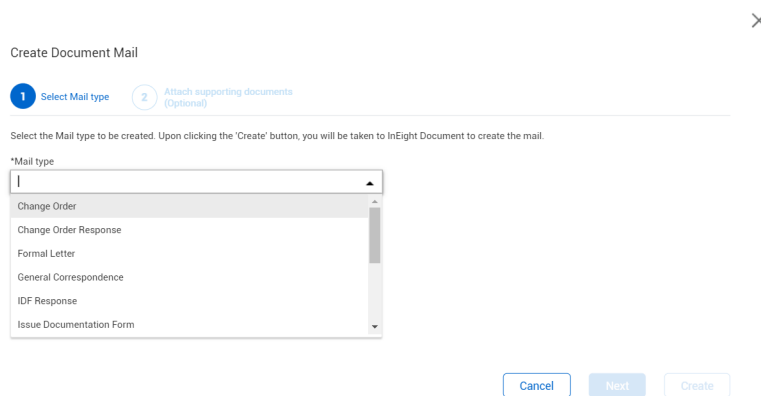 Create Document Mail
1 Select Mail type
2 Attach supporting documents
(Optional)
Select the Mail type to be created. Upon clicking the 'Create' button, you will be taken to InEight Document to create the mail.
*Mail type
Change Order
Change Order Response
Formal Letter
General Correspondence
IDF Response
Issue Documentation Form
Cancel Next Create